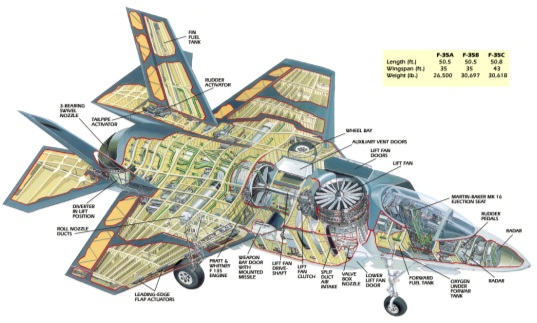 FIN
FUEL
TANK
F-35A F-35B F-35C
Length (ft.) 50.5 50.5 50.8
Wingspan (ft.) 35 35 43
Weight (lb.) 26,500 30,697 30,618
RUDDER
ACTUATOR
3-BEARING
SWIVEL
NOZZLE
TAILPIPE
ACTIVATOR
WHEEL BAY
AUXILIARY VENT DOORS
LIFT FAN
DOORS
LIFT FAN
MARTIN-BAKER MK 16
EJECTION SEAT
RUDDER
PEDALS
RADAR
DIVERTER
IN LIFT
POSITION
ROLL NOZZLE
DUCTS
LEADING-EDGE
FLAP ACTUATORS
PRATT &
WHITNEY
F 135
ENGINE
WEAPON
BAY DOOR
WITH
MOUNTED
MISSILE
LIFT FAN
DRIVE-
SHAFT
LIFT
FAN
CLUTCH
SPLIT
DUCT
AIR
INTAKE
VALVE
BOX
NOZZLE
LOWER
LIFT FAN
DOOR
FORWARD
FUEL TANK
OXYGEN
UNDER
FORWAR
TANK
RADAR